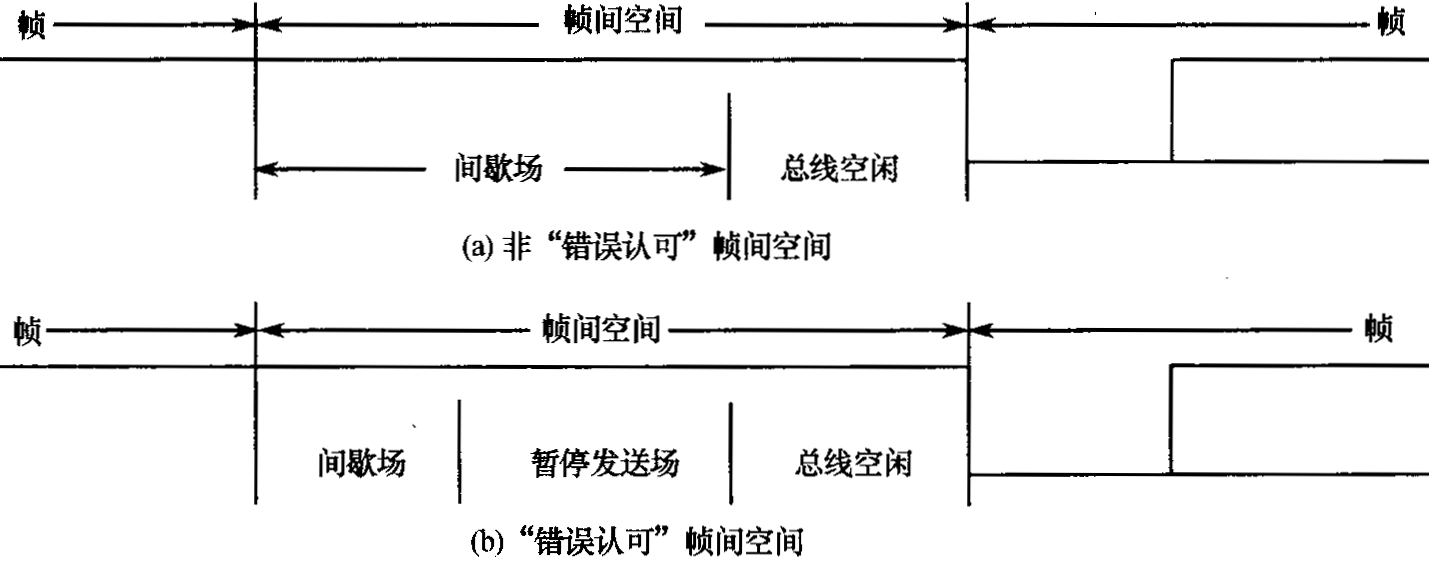 帧 帧间空间 帧
间歇场 总线空闲
(a) 非“错误认可”帧间空间
帧 帧间空间 帧
间歇场 暂停发送场 总线空闲
(b) “错误认可”帧间空间